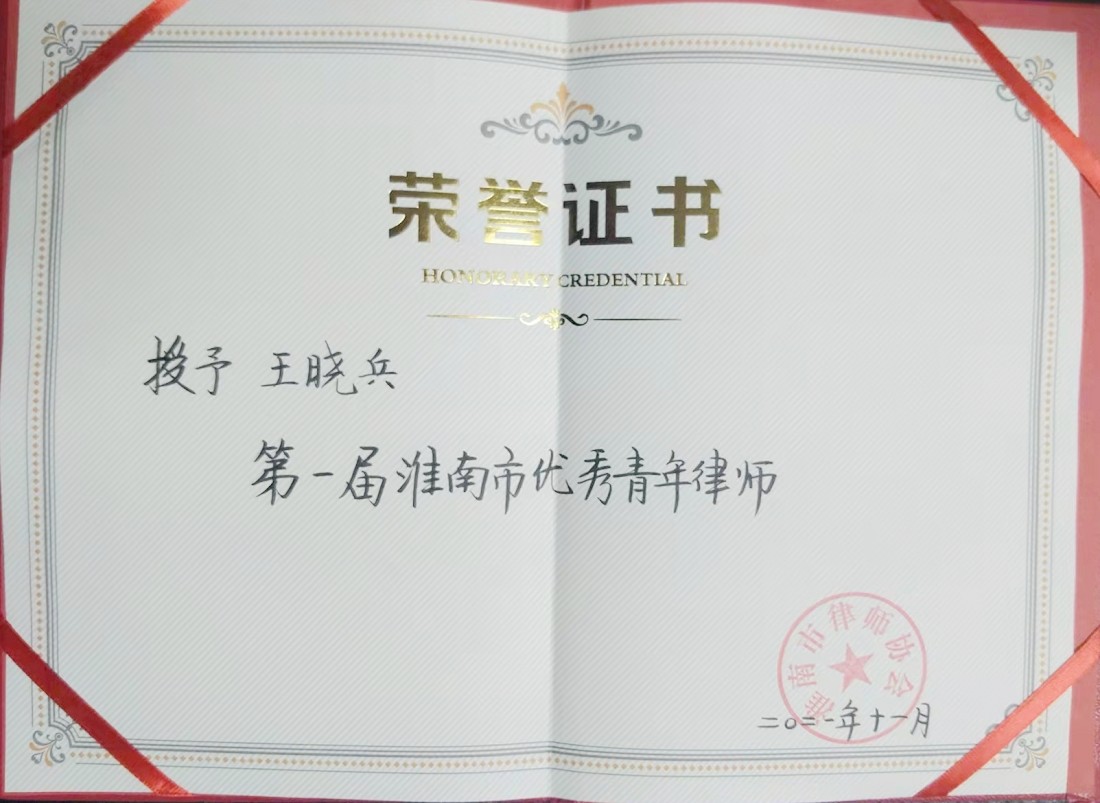 荣誉证书
HONORARY CREDENTIAL
授予 王晓兵
第一届淮南市优秀青年律师
淮南市律师协会
二〇二一年十一月